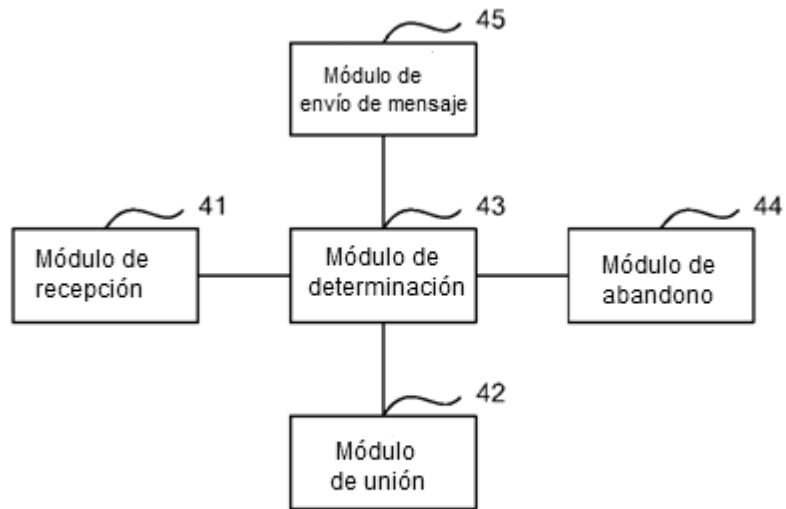 45
Módulo de
envío de mensaje
41
43
44
Módulo de
recepción
Módulo de
determinación
Módulo de
abandono
42
Módulo
de unión